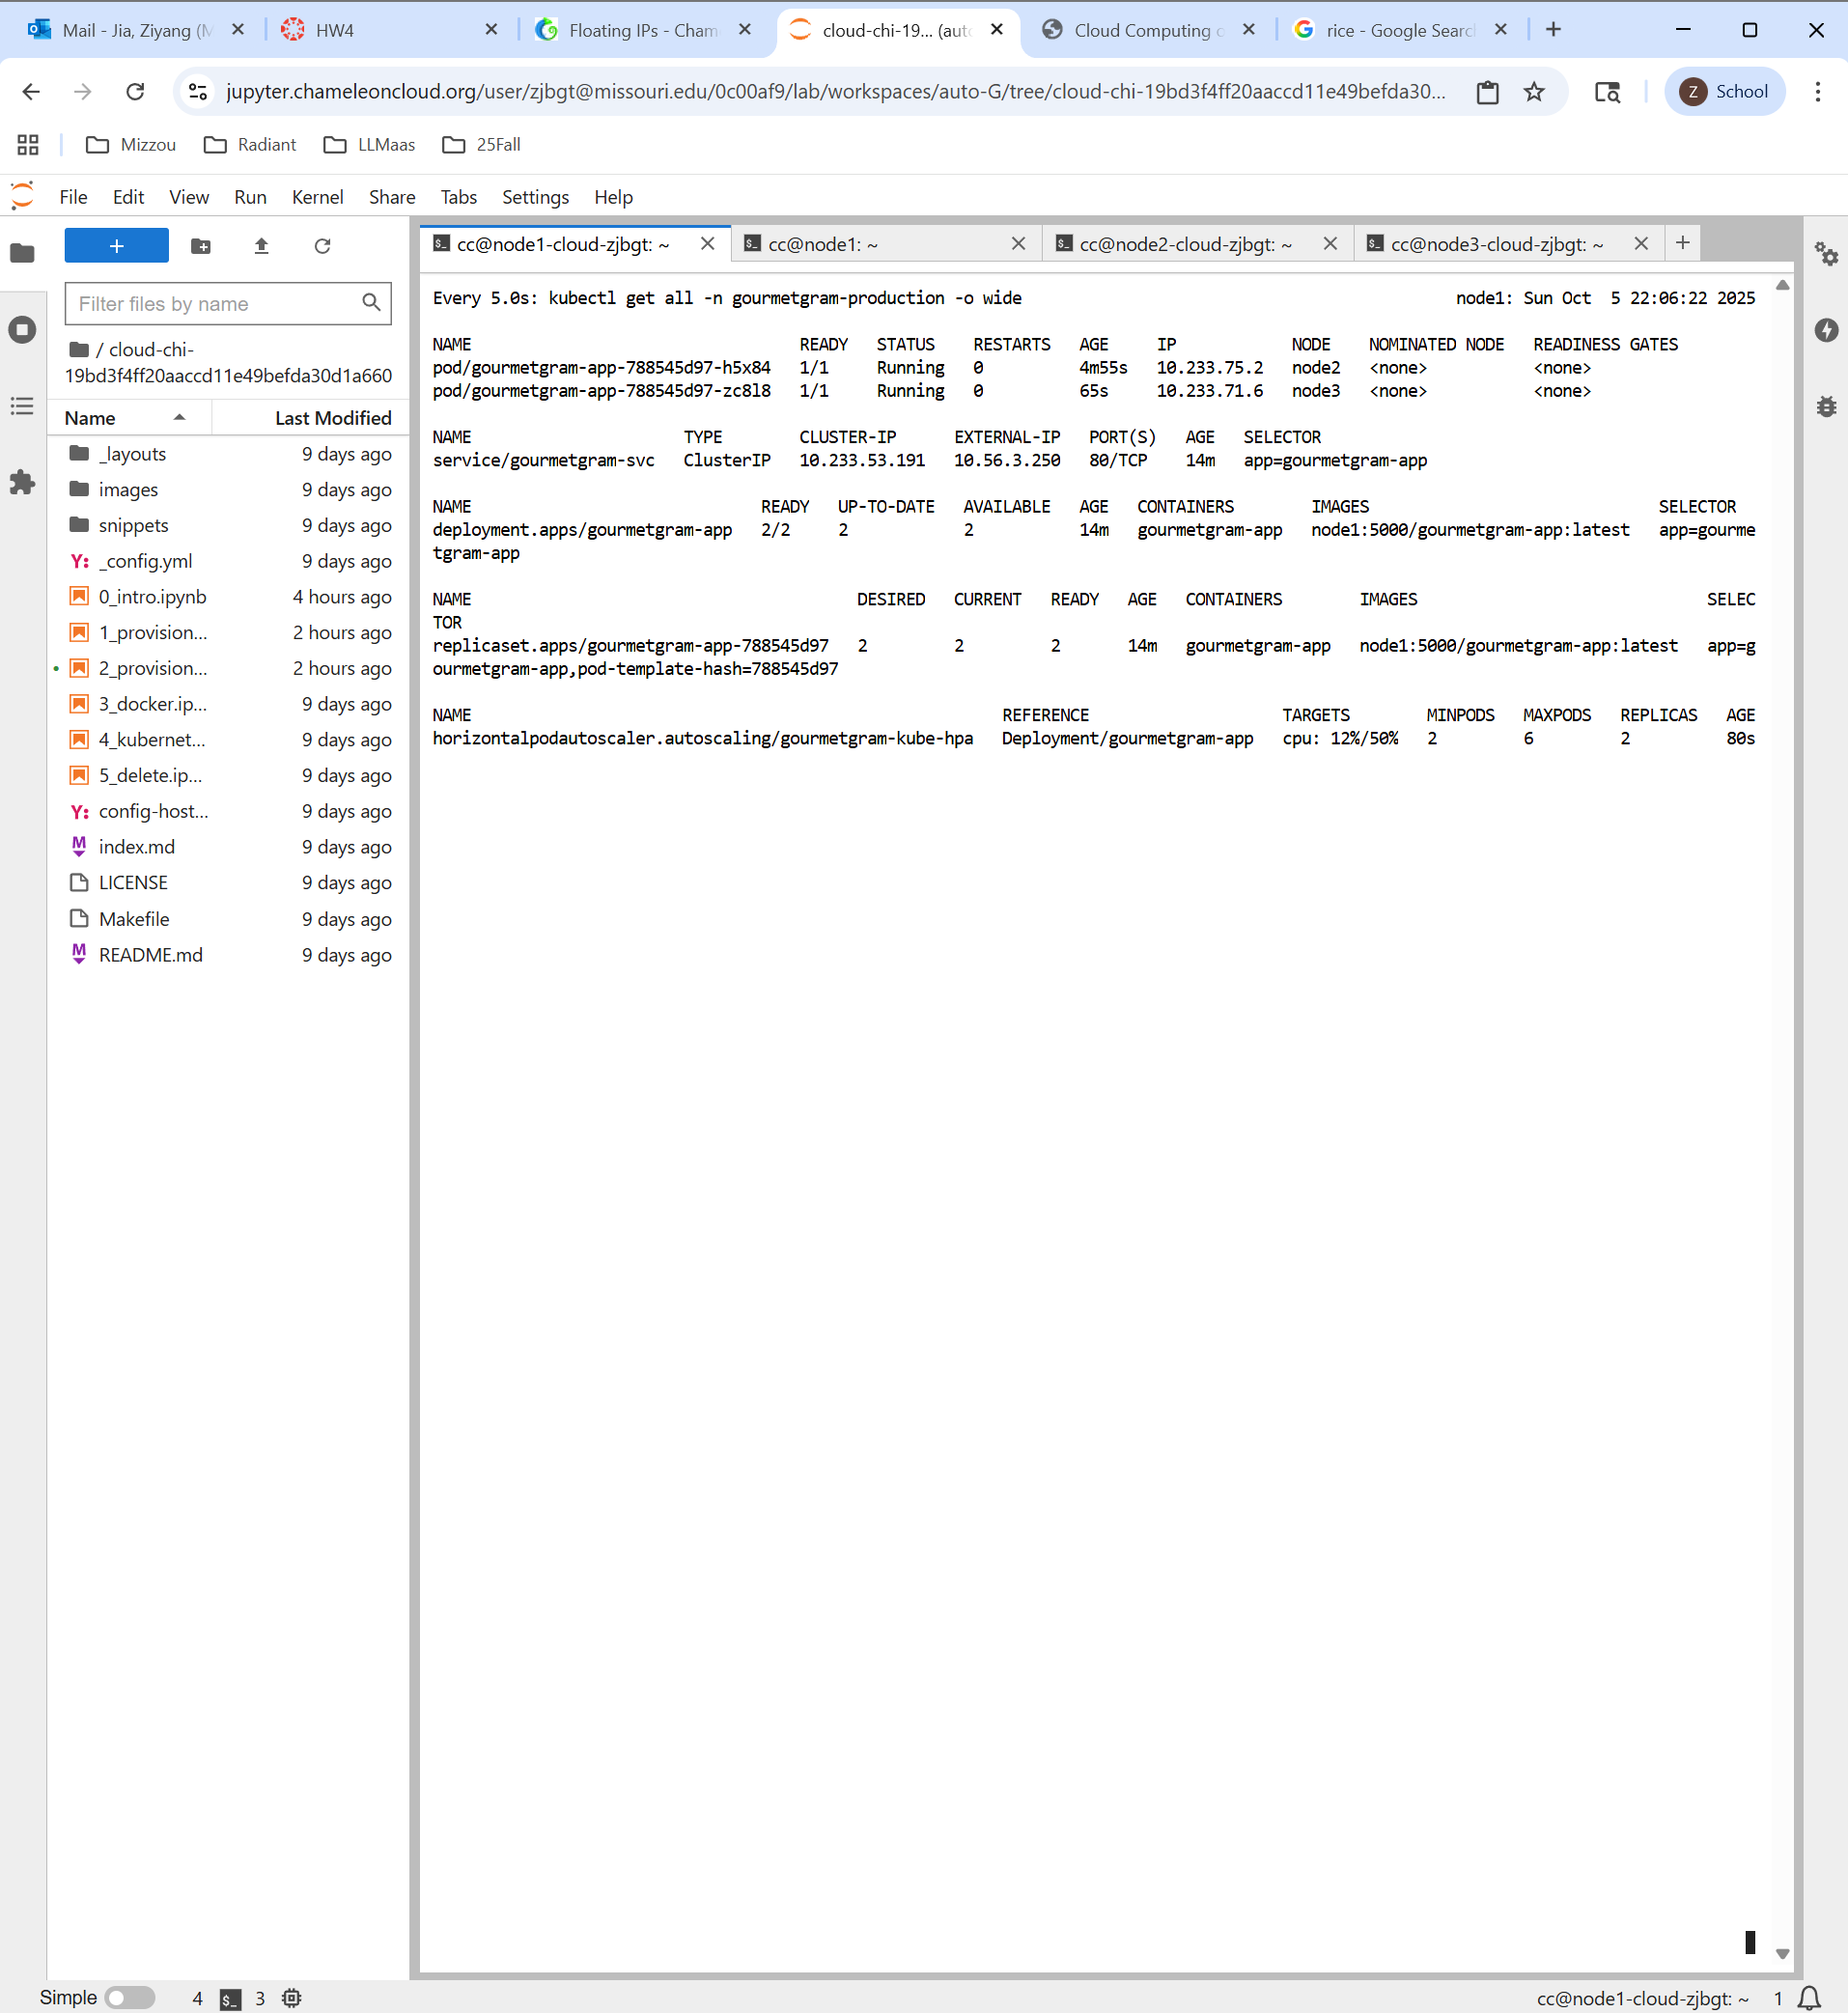 Mail - Jia, Ziyang (M
HW4
Floating IPs - Cham
cloud-chi-19... (auto
Cloud Computing o
rice - Google Search
jupyter.chameleoncloud.org/user/zjbgt@missouri.edu/0c00af9/lab/workspaces/auto-G/tree/cloud-chi-19bd3f4ff20aaccd11e49befda30...
Z School
Mizzou Radiant LLMaas 25Fall
File Edit View Run Kernel Share Tabs Settings Help
Filter files by name
/ cloud-chi-
19bd3f4ff20aaccd11e49befda30d1a660
Name Last Modified
_layouts 9 days ago
images 9 days ago
snippets 9 days ago
Y: _config.yml 9 days ago
0_intro.ipynb 4 hours ago
1_provision... 2 hours ago
2_provision... 2 hours ago
3_docker.ip... 9 days ago
4_kubernet... 9 days ago
5_delete.ip... 9 days ago
Y: config-host... 9 days ago
M index.md 9 days ago
LICENSE 9 days ago
Makefile 9 days ago
M README.md 9 days ago
cc@node1-cloud-zjbgt: ~
cc@node1: ~
cc@node2-cloud-zjbgt: ~
cc@node3-cloud-zjbgt: ~
Every 5.0s: kubectl get all -n gourmetgram-production -o wide node1: Sun Oct  5 22:06:22 2025
NAME READY STATUS RESTARTS AGE IP NODE NOMINATED NODE READINESS GATES
pod/gourmetgram-app-788545d97-h5x84 1/1 Running 0 4m55s 10.233.75.2 node2 <none> <none>
pod/gourmetgram-app-788545d97-zc8l8 1/1 Running 0 65s 10.233.71.6 node3 <none> <none>
NAME TYPE CLUSTER-IP EXTERNAL-IP PORT(S) AGE SELECTOR
service/gourmetgram-svc ClusterIP 10.233.53.191 10.56.3.250 80/TCP 14m app=gourmetgram-app
NAME READY UP-TO-DATE AVAILABLE AGE CONTAINERS IMAGES SELECTOR
deployment.apps/gourmetgram-app 2/2 2 2 14m gourmetgram-app node1:5000/gourmetgram-app:latest app=gourme
tgram-app
NAME DESIRED CURRENT READY AGE CONTAINERS IMAGES SELEC
TOR
replicaset.apps/gourmetgram-app-788545d97 2 2 2 14m gourmetgram-app node1:5000/gourmetgram-app:latest app=g
ourmetgram-app,pod-template-hash=788545d97
NAME REFERENCE TARGETS MINPODS MAXPODS REPLICAS AGE
horizontalpodautoscaler.autoscaling/gourmetgram-kube-hpa Deployment/gourmetgram-app cpu: 12%/50% 2 6 2 80s
Simple 4 $_ 3 cc@node1-cloud-zjbgt: ~ 1